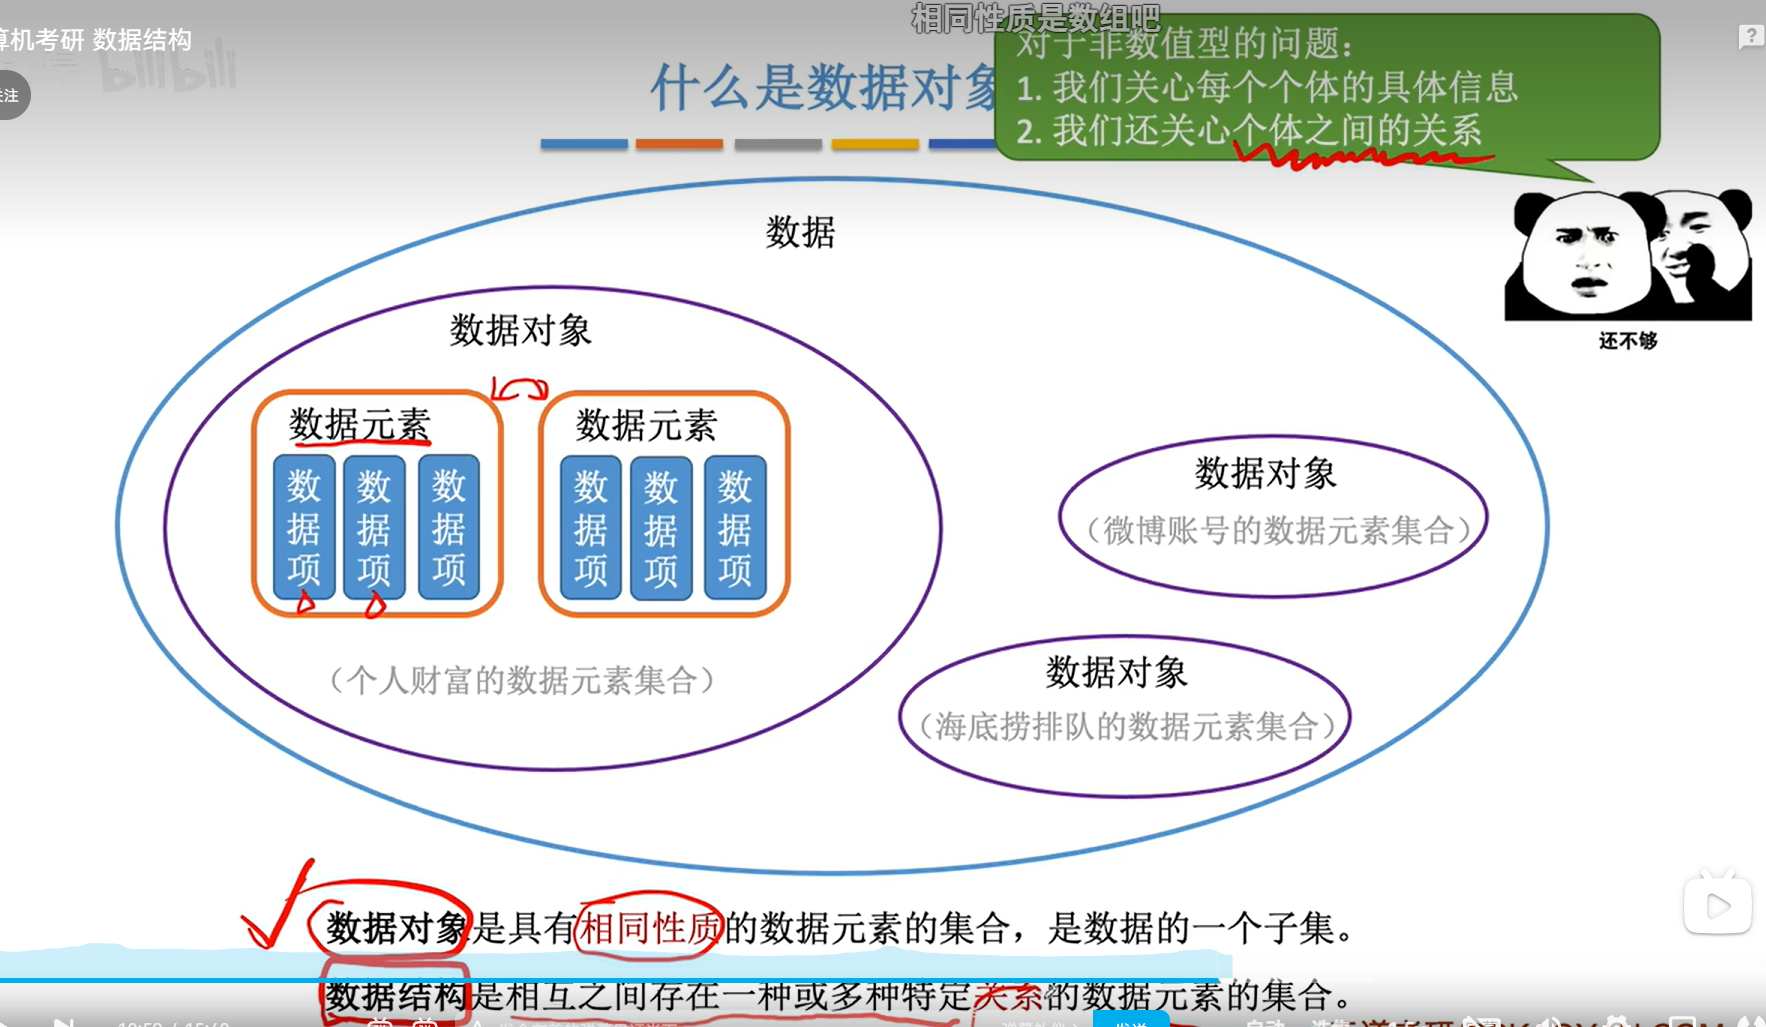 相同性质是数组吧
算机考研 数据结构
bilibili
关注
什么是数据对象
对于非数值型的问题：
1. 我们关心每个个体的具体信息
2. 我们还关心个体之间的关系
还不够
数据
数据对象
数据元素
数据项
数据项
数据项
数据元素
数据项
数据项
数据项
（个人财富的数据元素集合）
数据对象
（微博账号的数据元素集合）
数据对象
（海底捞排队的数据元素集合）
数据对象是具有相同性质的数据元素的集合，是数据的一个子集。
数据结构是相互之间存在一种或多种特定关系的数据元素的集合。
发送
自动
选集